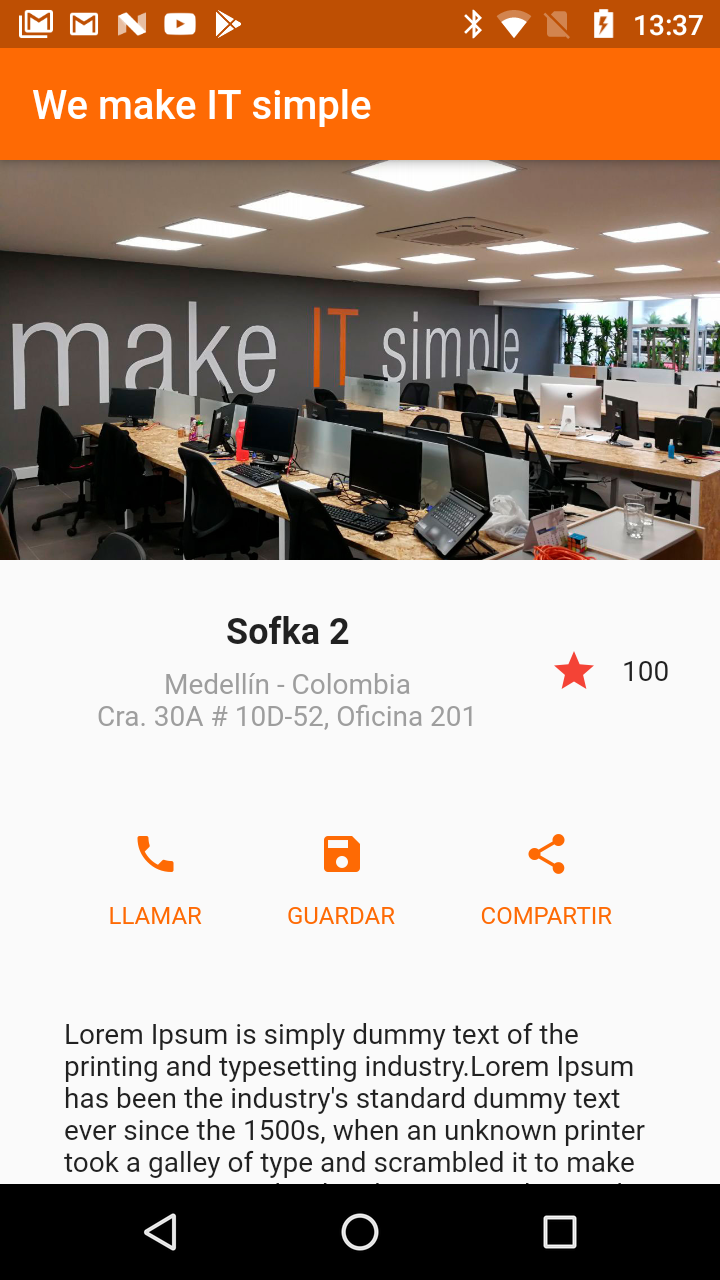 13:37
We make IT simple
make IT simple
Sofka 2
Medellín - Colombia
Cra. 30A # 10D-52, Oficina 201
100
LLAMAR
GUARDAR
COMPARTIR
Lorem Ipsum is simply dummy text of the
printing and typesetting industry.Lorem Ipsum
has been the industry's standard dummy text
ever since the 1500s, when an unknown printer
took a galley of type and scrambled it to make